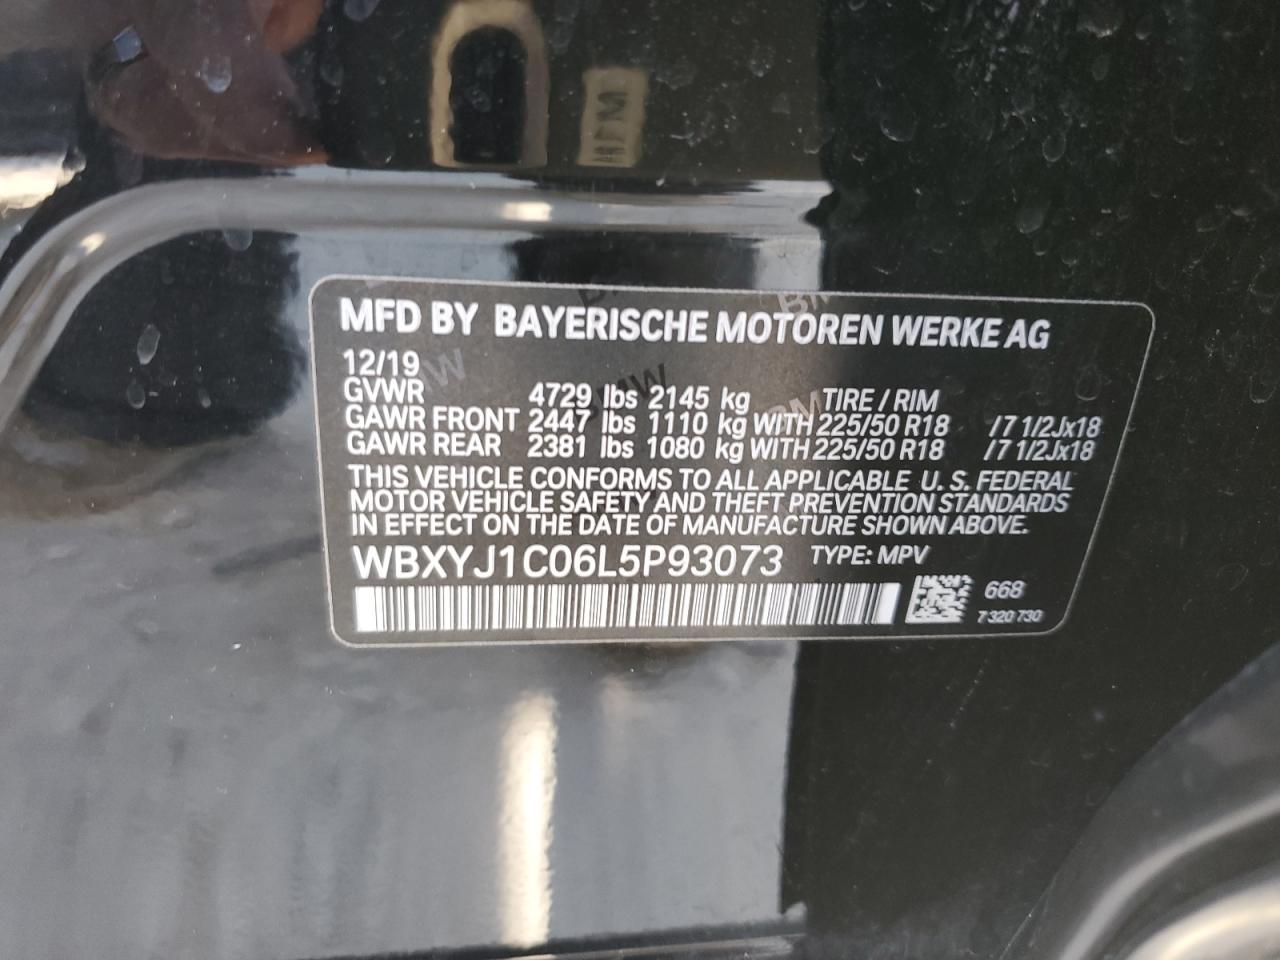 MFD BY BAYERISCHE MOTOREN WERKE AG
12/19
GVWR 4729 lbs 2145 kg TIRE / RIM
GAWR FRONT 2447 lbs 1110 kg WITH 225/50 R18 /7 1/2Jx18
GAWR REAR 2381 lbs 1080 kg WITH 225/50 R18 /7 1/2Jx18
THIS VEHICLE CONFORMS TO ALL APPLICABLE U. S. FEDERAL
MOTOR VEHICLE SAFETY AND THEFT PREVENTION STANDARDS
IN EFFECT ON THE DATE OF MANUFACTURE SHOWN ABOVE.
WBXYJ1C06L5P93073 TYPE: MPV
668
7 320 730